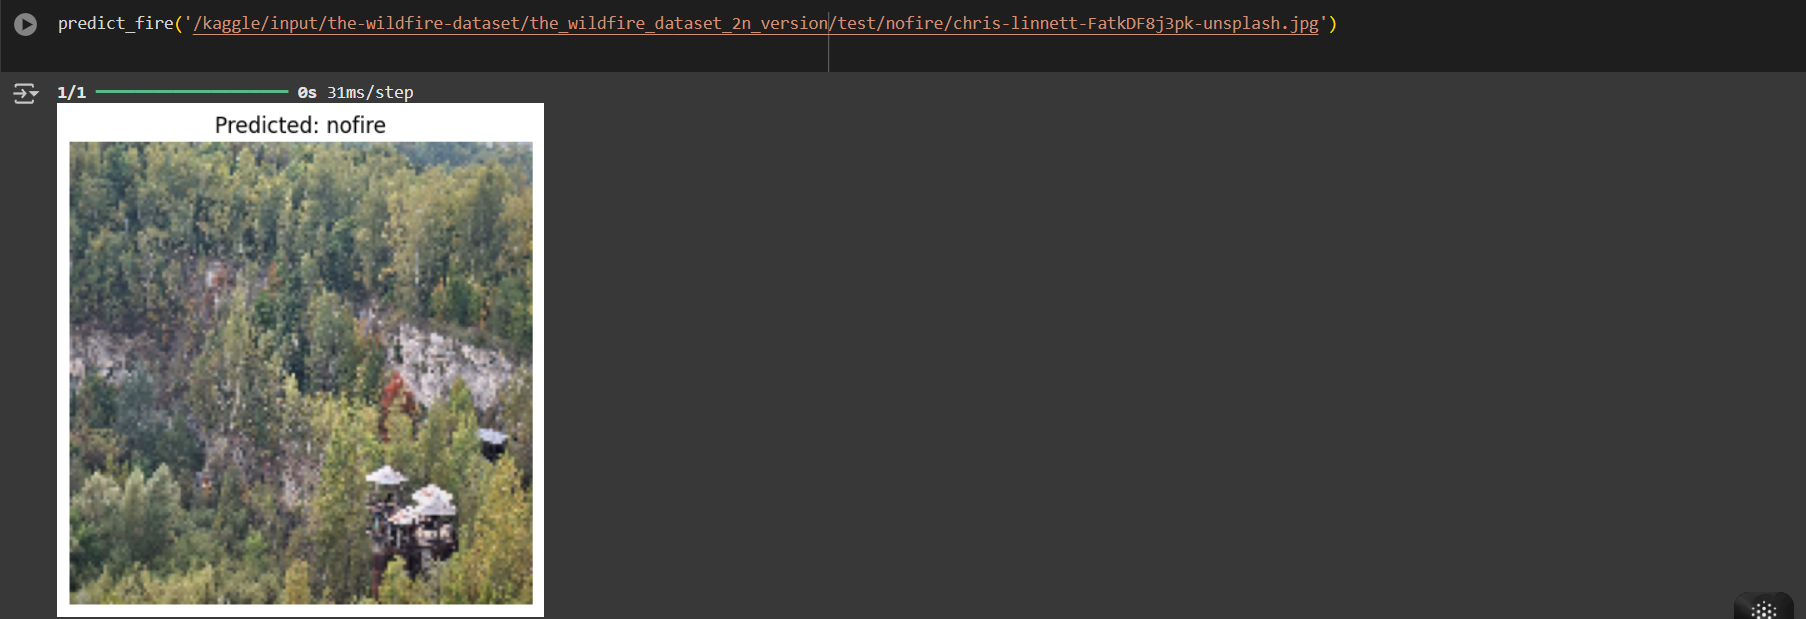 predict_fire('/kaggle/input/the-wildfire-dataset/the_wildfire_dataset_2n_version/test/nofire/chris-linnett-FatkDF8j3pk-unsplash.jpg')
1/1 0s 31ms/step
Predicted: nofire